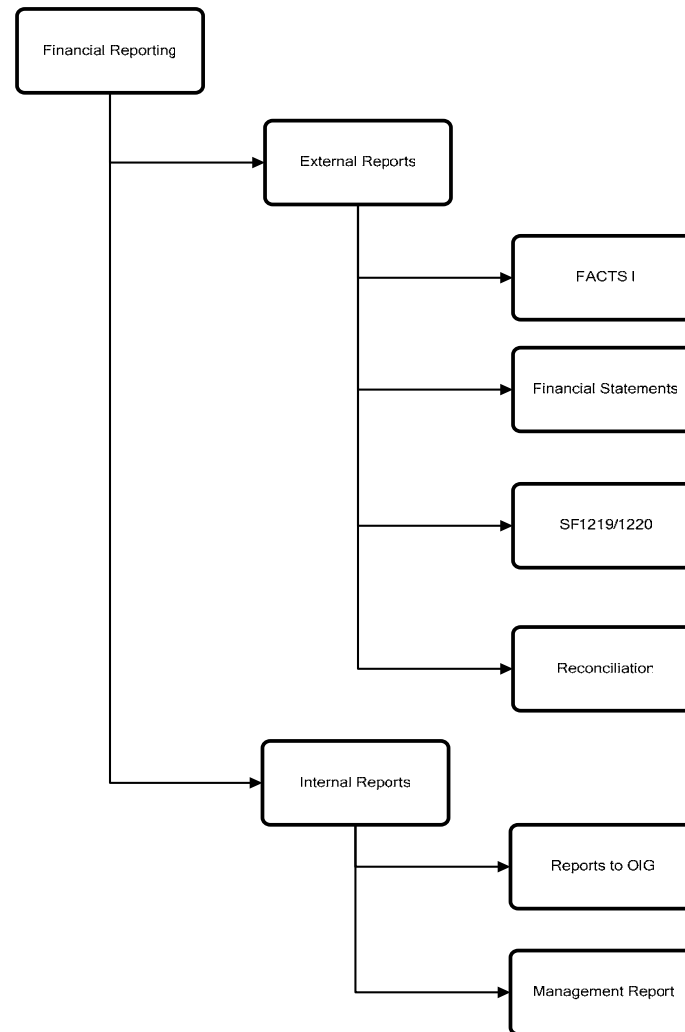 Financial Reporting
External Reports
FACTS I
Financial Statements
SF1219/1220
Reconciliation
Internal Reports
Reports to OIG
Management Report